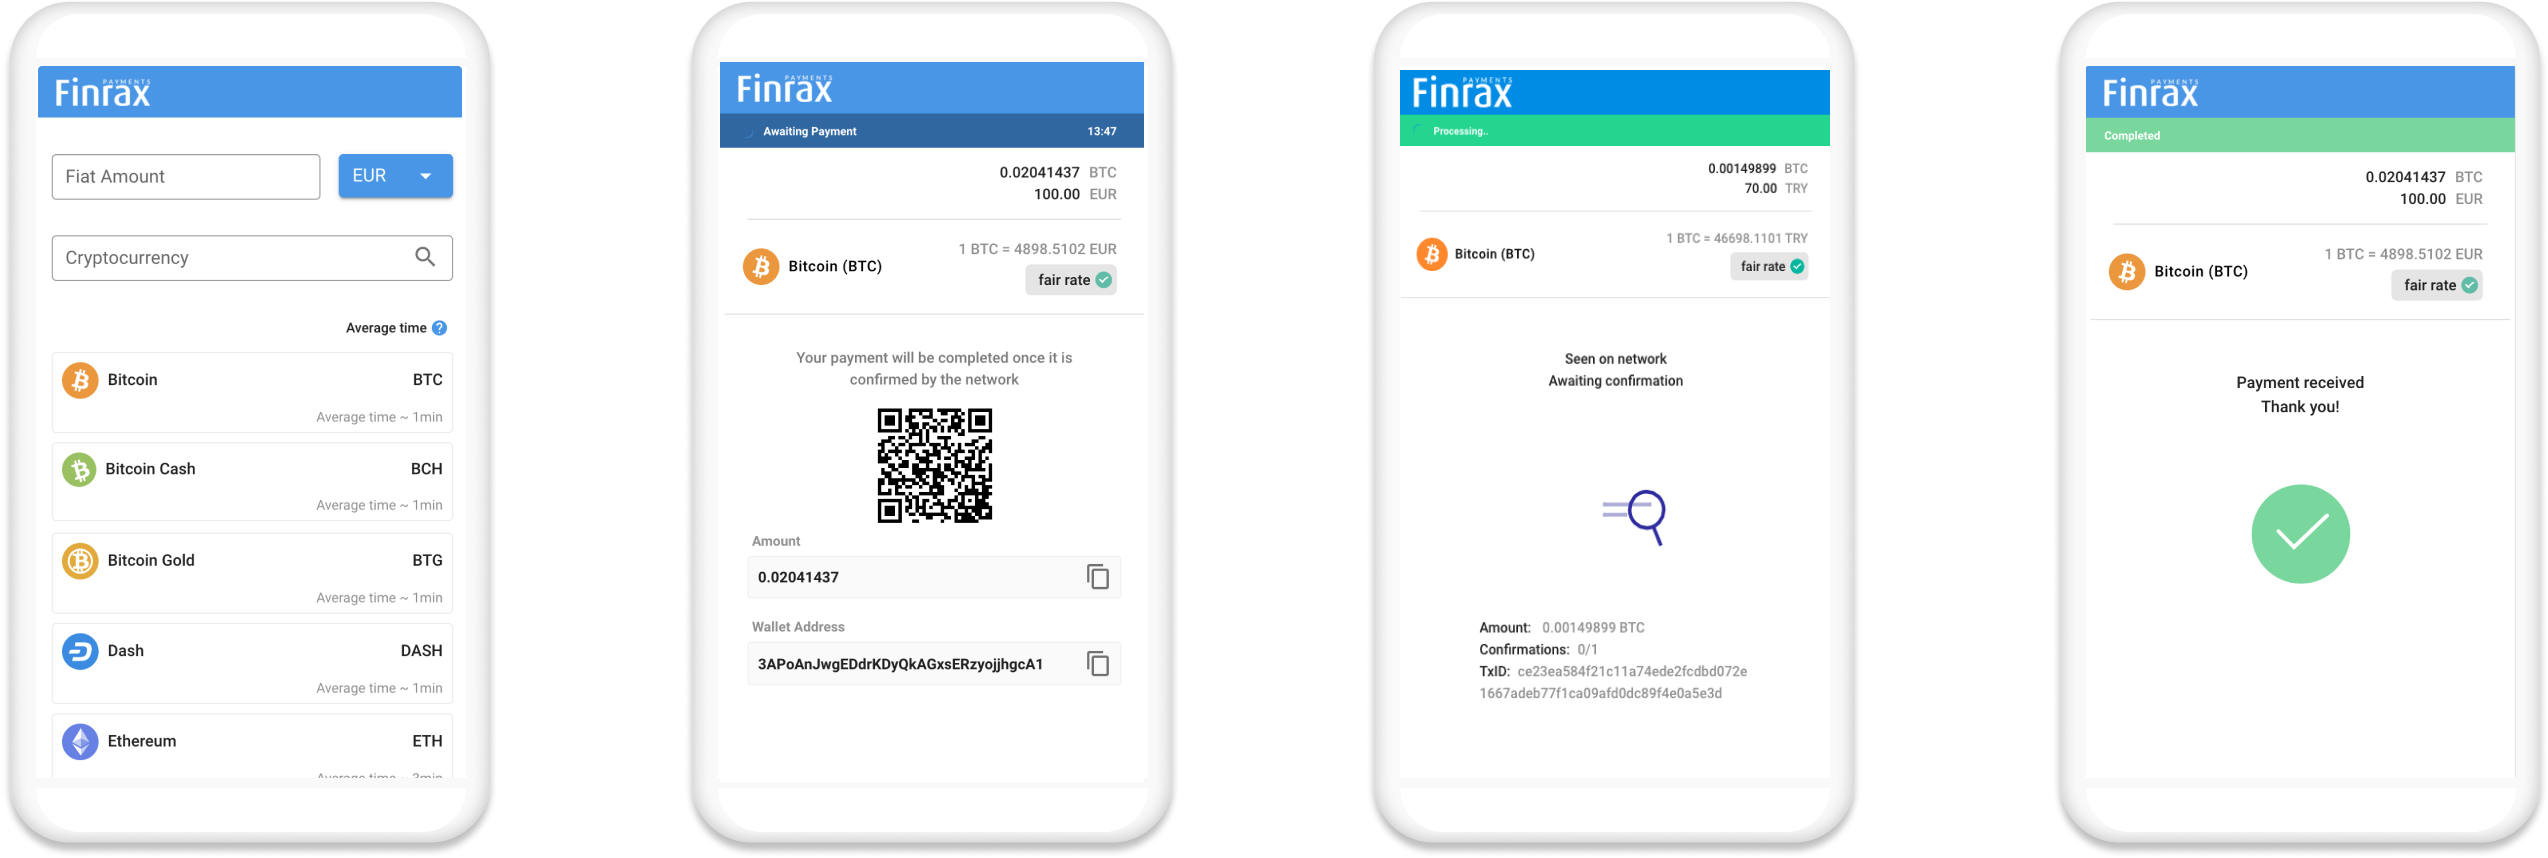 Finrax
PAYMENTS
Fiat Amount
EUR
Cryptocurrency
Average time ?
Bitcoin BTC
Average time ~ 1min
Bitcoin Cash BCH
Average time ~ 1min
Bitcoin Gold BTG
Average time ~ 1min
Dash DASH
Average time ~ 1min
Ethereum ETH
Average time ~ 3min
Finrax
PAYMENTS
Awaiting Payment 13:47
0.02041437 BTC
100.00 EUR
1 BTC = 4898.5102 EUR
Bitcoin (BTC)
fair rate
Your payment will be completed once it is
confirmed by the network
Amount
0.02041437
Wallet Address
3APoAnJwgEDdrKDyQkAGxsERzyojjhgcA1
Finrax
PAYMENTS
Processing..
0.00149899 BTC
70.00 TRY
1 BTC = 46698.1101 TRY
Bitcoin (BTC)
fair rate
Seen on network
Awaiting confirmation
Amount: 0.00149899 BTC
Confirmations: 0/1
TxID: ce23ea584f21c11a74ede2fcdbd072e
1667adeb77f1ca09afd0dc89f4e0a5e3d
Finrax
PAYMENTS
Completed
0.02041437 BTC
100.00 EUR
1 BTC = 4898.5102 EUR
Bitcoin (BTC)
fair rate
Payment received
Thank you!